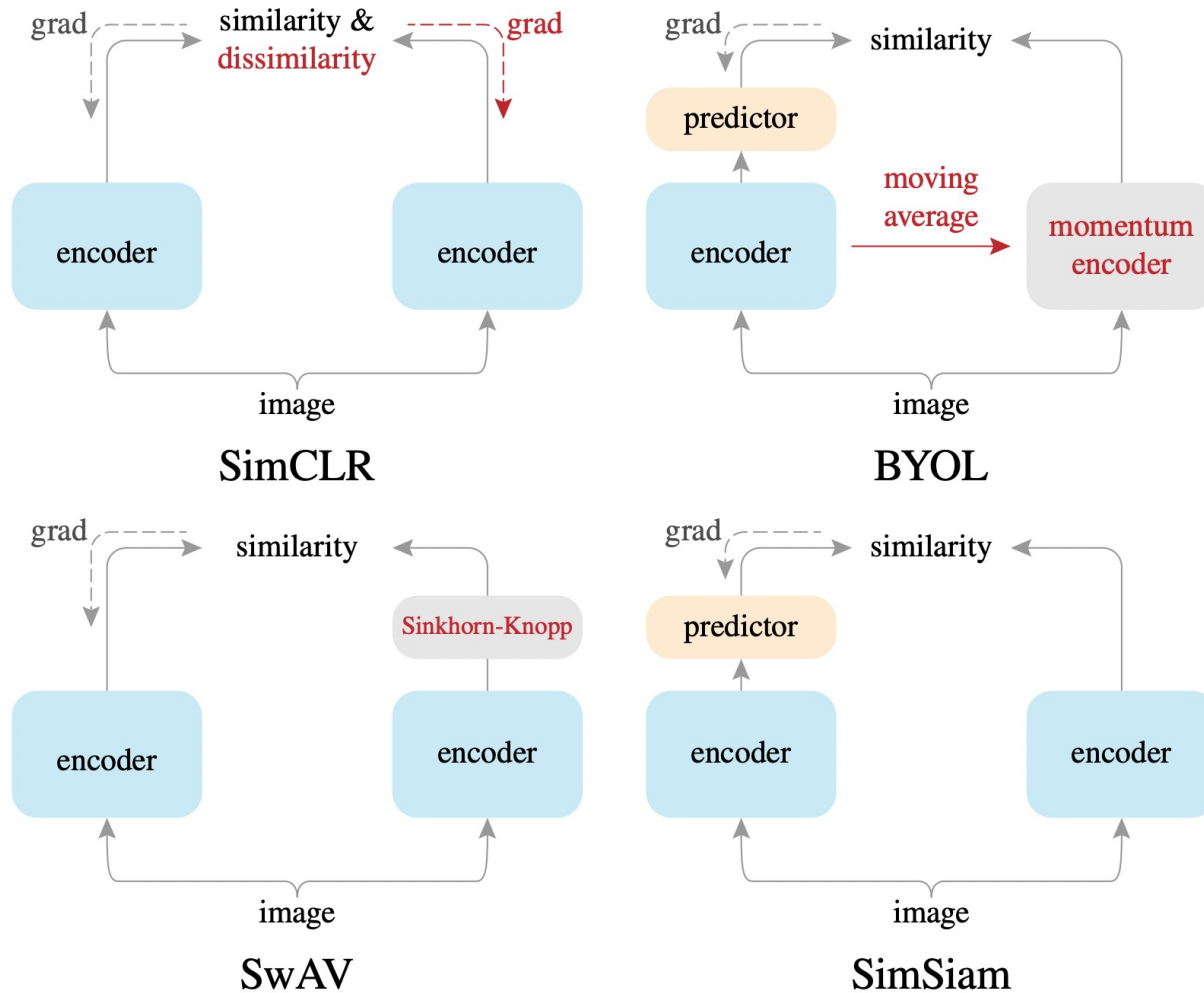 grad
similarity &
dissimilarity
grad
encoder
encoder
image
SimCLR
grad
similarity
predictor
encoder
moving
average
momentum
encoder
image
BYOL
grad
similarity
Sinkhorn-Knopp
encoder
encoder
image
SwAV
grad
similarity
predictor
encoder
encoder
image
SimSiam